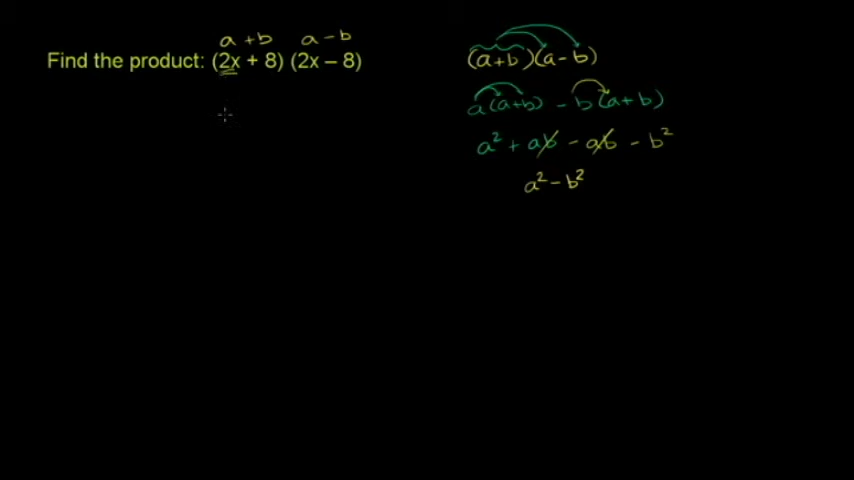 a + b a - b
Find the product: (2x + 8) (2x – 8)
(a+b)(a-b)
a(a+b) - b(a+b)
a² + ab - ab - b²
a² - b²